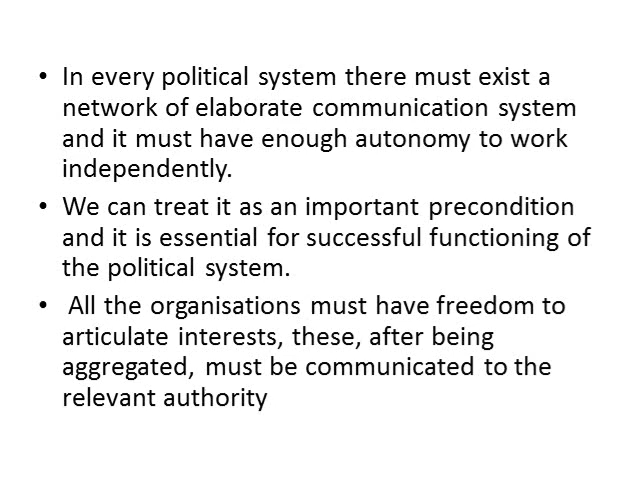 • In every political system there must exist a
network of elaborate communication system
and it must have enough autonomy to work
independently.
• We can treat it as an important precondition
and it is essential for successful functioning of
the political system.
• All the organisations must have freedom to
articulate interests, these, after being
aggregated, must be communicated to the
relevant authority